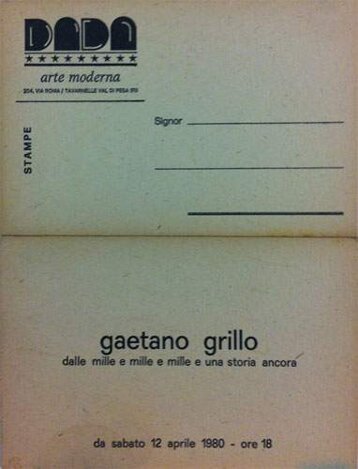 DADA
arte moderna
204, VIA ROMA / TAVARNELLE VAL DI PESA (FI)
Signor
STAMPE
gaetano grillo
dalle mille e mille e mille e una storia ancora
da sabato 12 aprile 1980 - ore 18